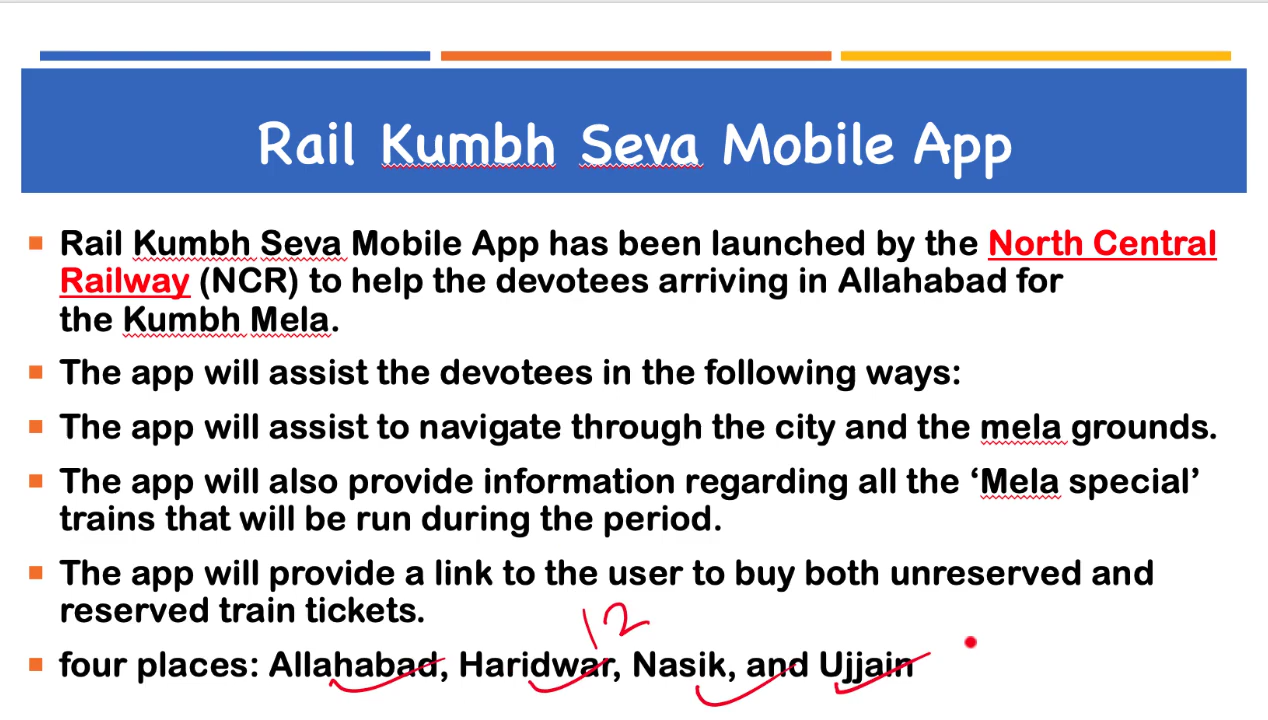 Rail Kumbh Seva Mobile App
Rail Kumbh Seva Mobile App has been launched by the North Central
Railway (NCR) to help the devotees arriving in Allahabad for
the Kumbh Mela.
The app will assist the devotees in the following ways:
The app will assist to navigate through the city and the mela grounds.
The app will also provide information regarding all the ‘Mela special’
trains that will be run during the period.
The app will provide a link to the user to buy both unreserved and
reserved train tickets.
12
four places: Allahabad, Haridwar, Nasik, and Ujjain